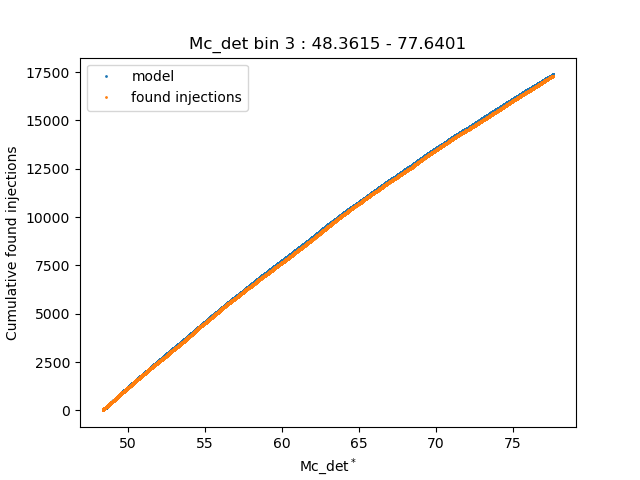 Mc_det bin 3 : 48.3615 - 77.6401
model
found injections
17500
15000
12500
10000
7500
5000
2500
0
Cumulative found injections
50 55 60 65 70 75
Mc_det*